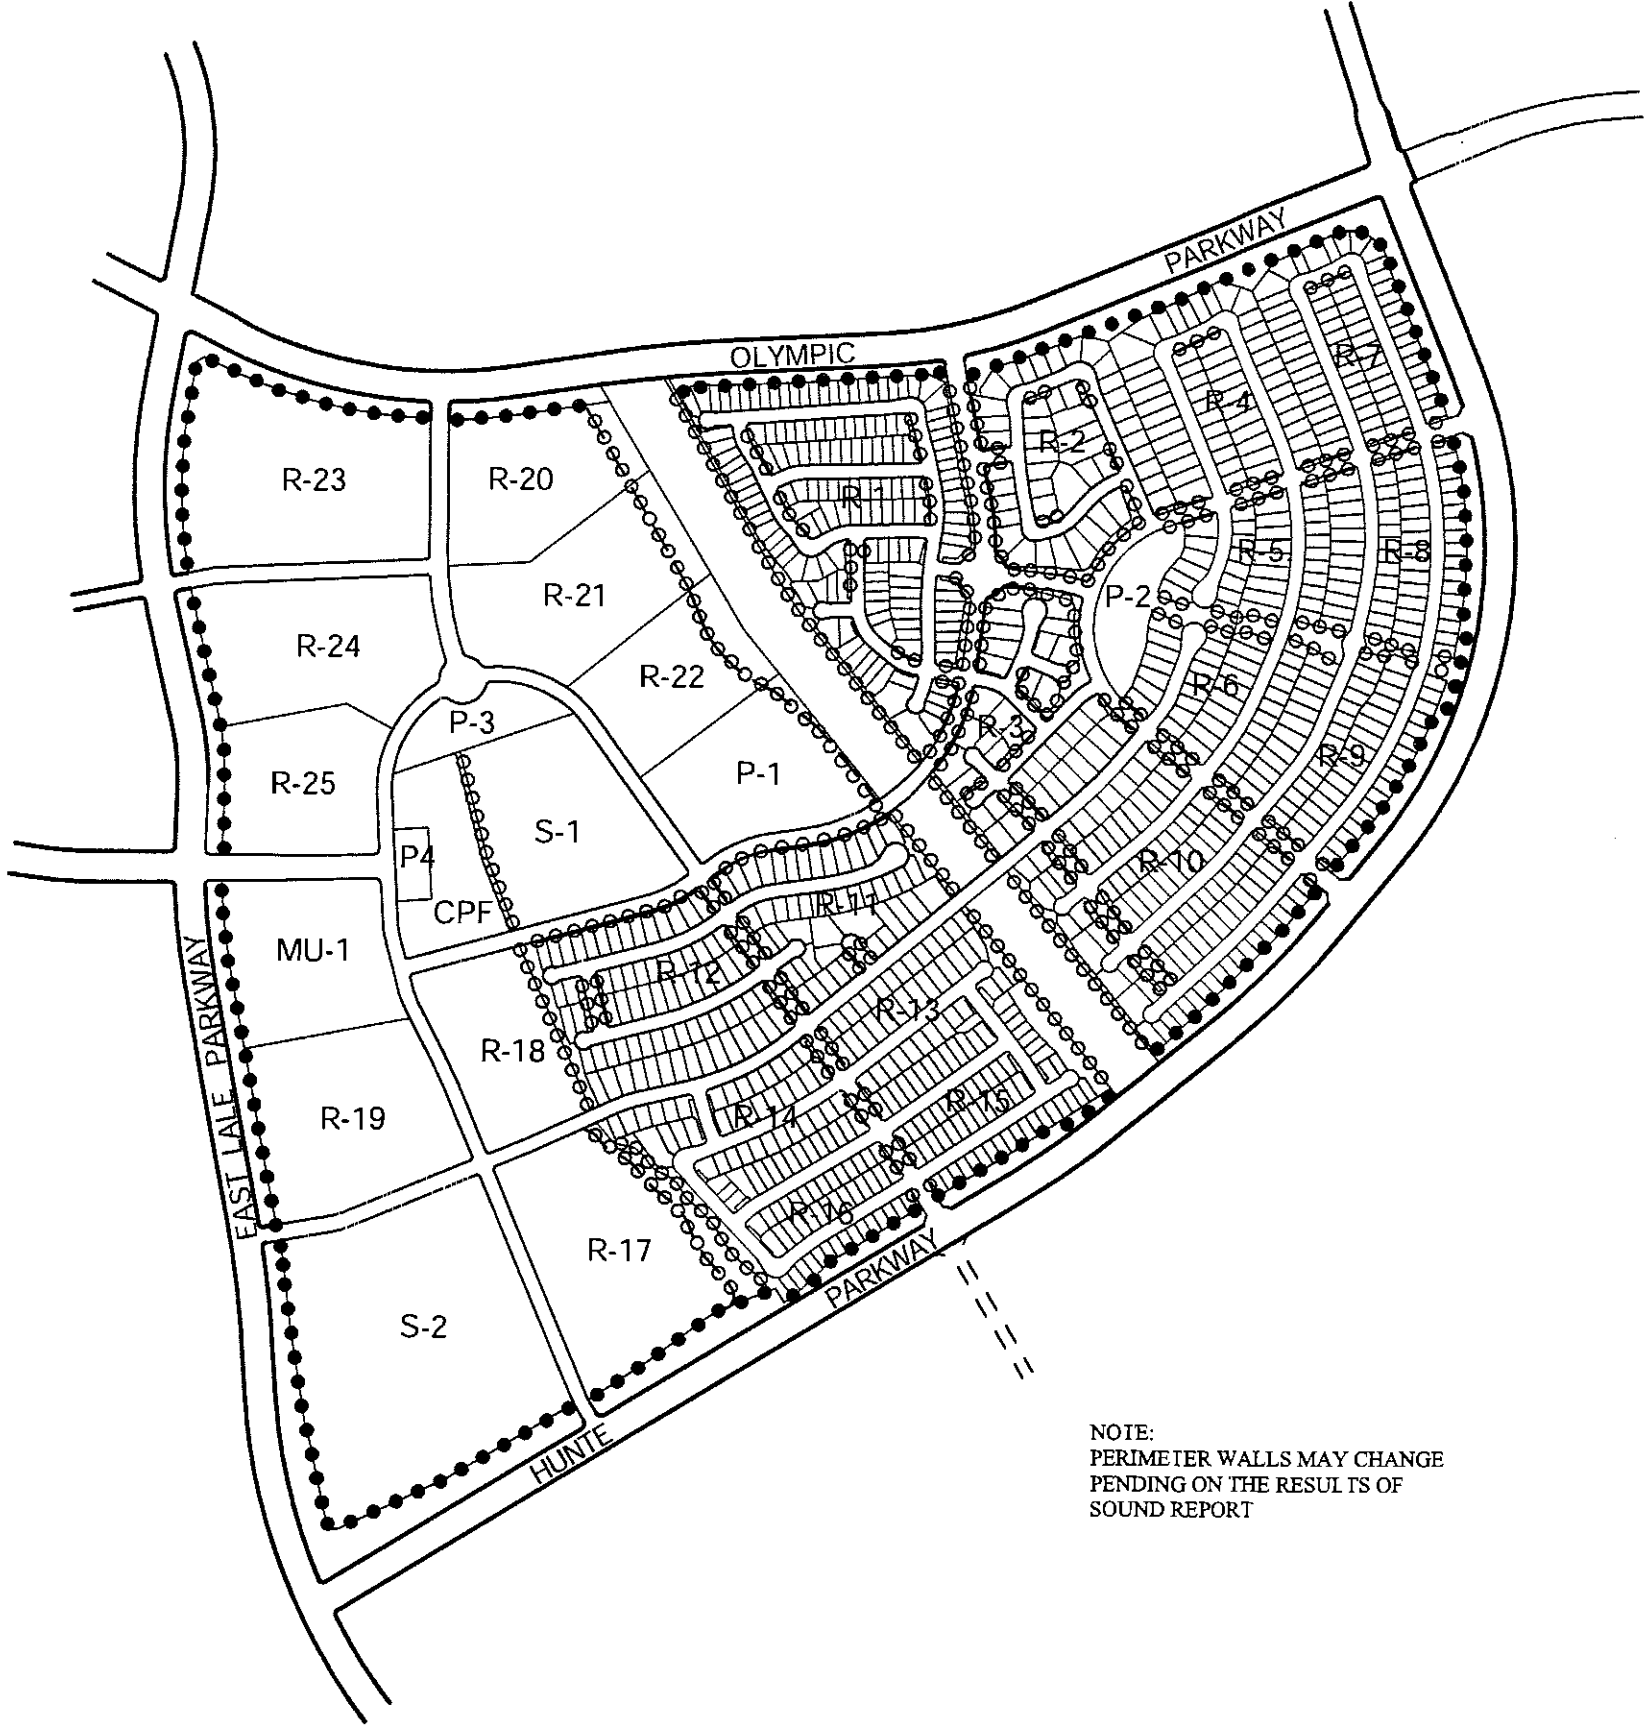 PARKWAY
OLYMPIC
R-7
R-4
R-2
R-23
R-20
R-1
R-5
R-8
R-21
P-2
R-24
R-22
R-6
P-3
R-3
R-9
R-25
P-1
S-1
P4
R-10
CPF
R-11
MU-1
R-12
R-13
R-18
R-19
R-14
R-15
EAST LALE PARKWAY
R-16
R-17
PARKWAY
S-2
HUNTE
NOTE:
PERIMETER WALLS MAY CHANGE
PENDING ON THE RESULTS OF
SOUND REPORT